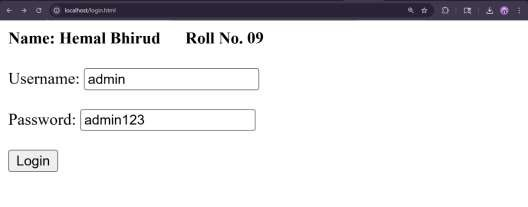 localhost/login.html
Name: Hemal Bhirud Roll No. 09
Username: admin
Password: admin123
Login